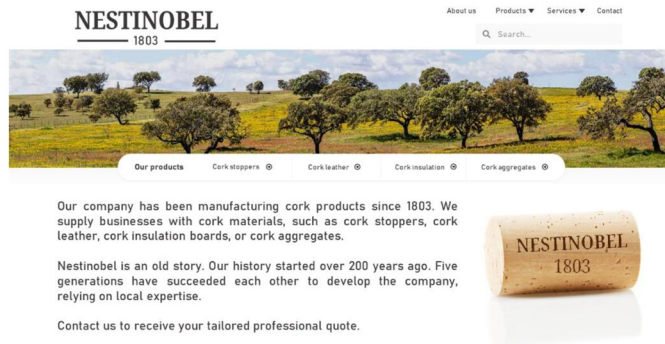 NESTINOBEL
1803
About us Products Services Contact
Search...
Our products Cork stoppers Cork leather Cork insulation Cork aggregates
Our company has been manufacturing cork products since 1803. We
supply businesses with cork materials, such as cork stoppers, cork
leather, cork insulation boards, or cork aggregates.
Nestinobel is an old story. Our history started over 200 years ago. Five
generations have succeeded each other to develop the company,
relying on local expertise.
Contact us to receive your tailored professional quote.
NESTINOBEL
1803